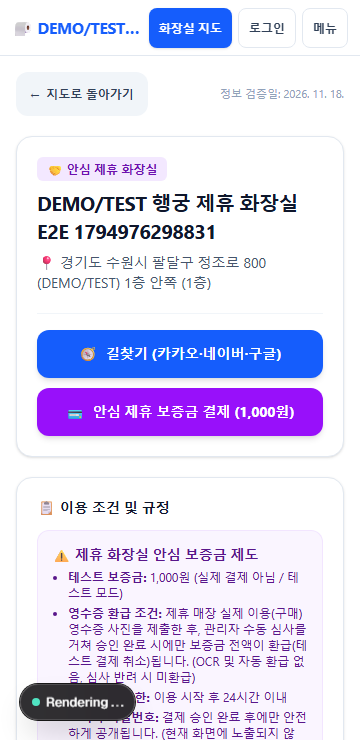 DEMO/TEST...
화장실 지도
로그인
메뉴
← 지도로 돌아가기
정보 검증일: 2026. 11. 18.
안심 제휴 화장실
DEMO/TEST 행궁 제휴 화장실
E2E 1794976298831
경기도 수원시 팔달구 정조로 800
(DEMO/TEST) 1층 안쪽 (1층)
길찾기 (카카오·네이버·구글)
안심 제휴 보증금 결제 (1,000원)
이용 조건 및 규정
제휴 화장실 안심 보증금 제도
• 테스트 보증금: 1,000원 (실제 결제 아님 / 테
스트 모드)
• 영수증 환급 조건: 제휴 매장 실제 이용(구매)
영수증 사진을 제출한 후, 관리자 수동 심사를
거쳐 승인 완료 시에만 보증금 전액이 환급(테
스트 결제 취소)됩니다. (OCR 및 자동 환급 없
음, 심사 반려 시 미환급)
한: 이용 시작 후 24시간 이내
번호: 결제 승인 완료 후에만 안전
하게 공개됩니다. (현재 화면에 노출되지 않
Rendering ...